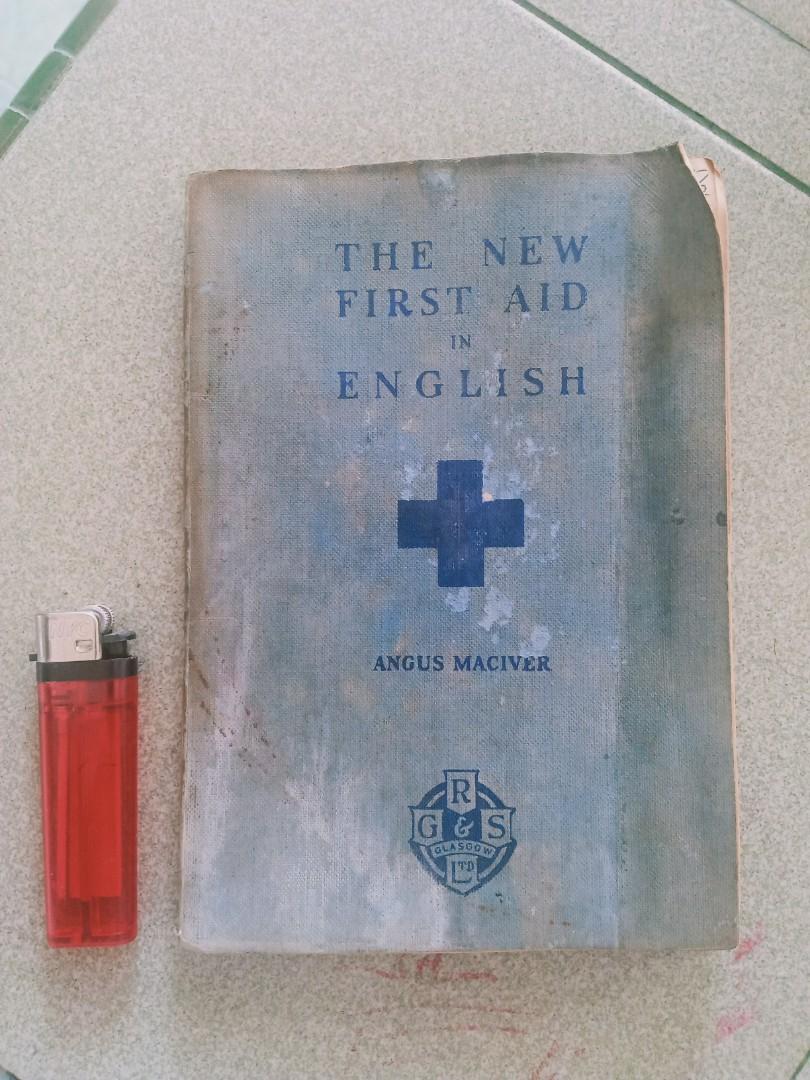 THE NEW
FIRST AID
IN
ENGLISH
ANGUS MACIVER
R
G & S
GLASGOW
LTD